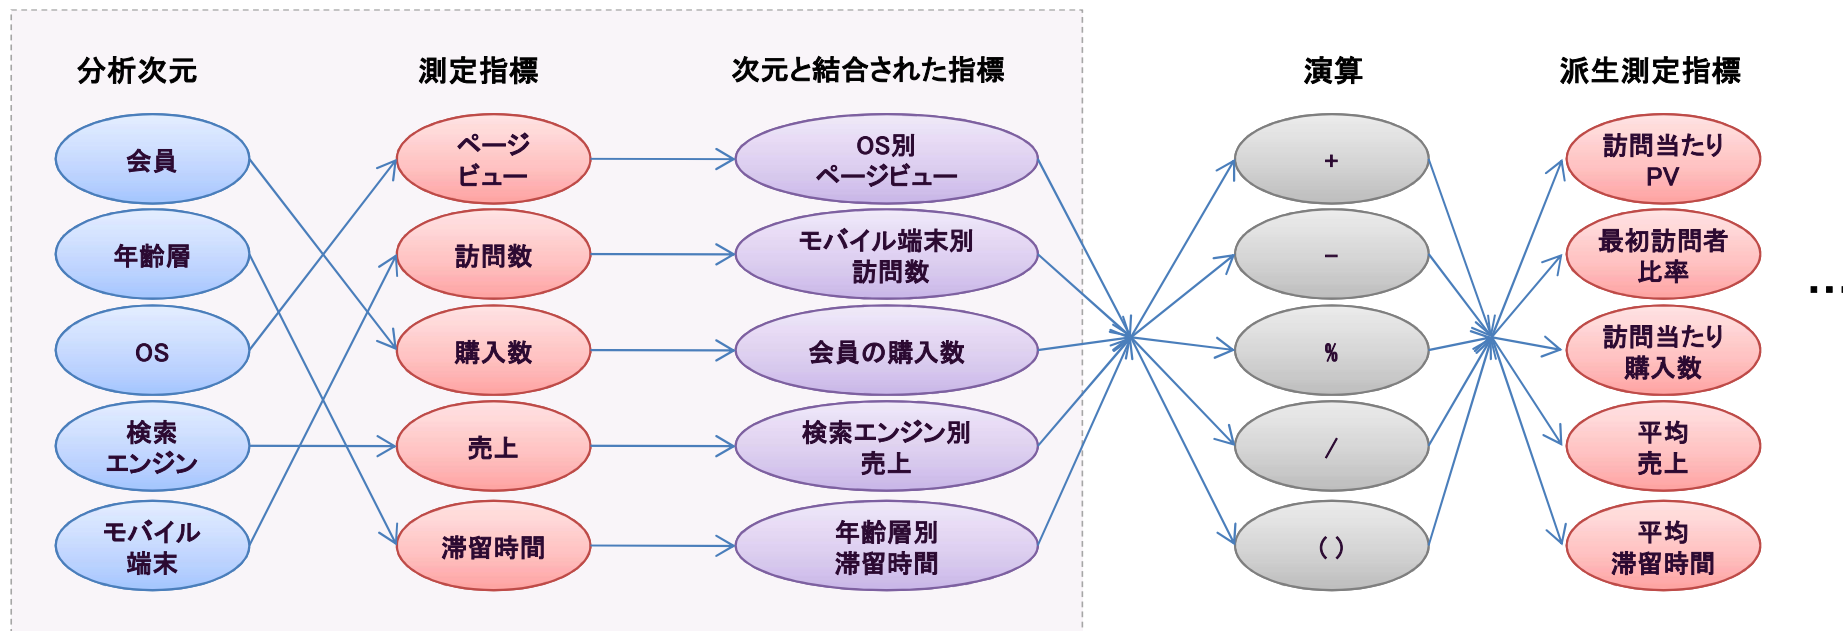 分析次元
測定指標
次元と結合された指標
演算
派生測定指標
会員
ページ
ビュー
OS別
ページビュー
+
訪問当たり
PV
年齢層
訪問数
モバイル端末別
訪問数
－
最初訪問者
比率
OS
購入数
会員の購入数
%
訪問当たり
購入数
検索
エンジン
売上
検索エンジン別
売上
/
平均
売上
モバイル
端末
滞留時間
年齢層別
滞留時間
( )
平均
滞留時間
…